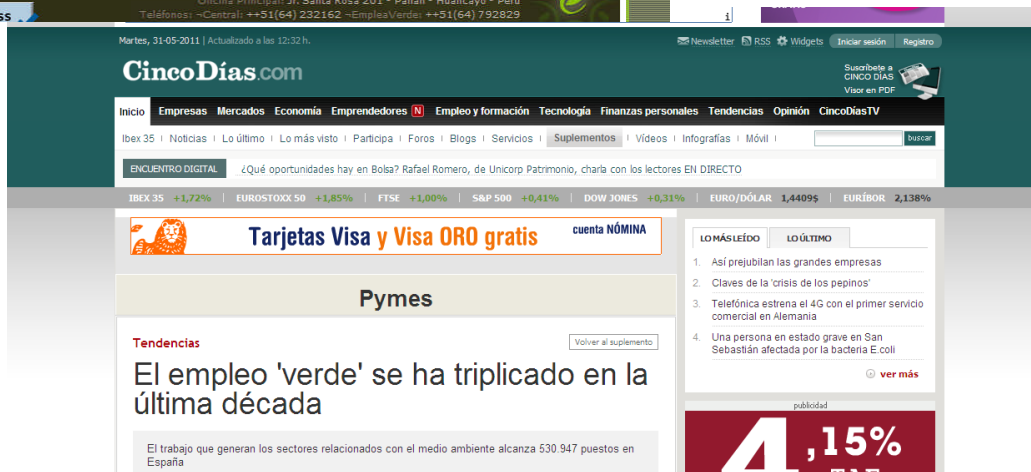 Oficina Principal: Jr. Santa Rosa 201 - Pañari - Huancayo - Perú
Teléfonos: ¬Central: ++51(64) 232162 ¬EmpleaVerde: ++51(64) 792829
Martes, 31-05-2011 | Actualizado a las 12:32 h.
Newsletter RSS Widgets Iniciar sesión Registro
CincoDías.com
Suscríbete a
CINCO DÍAS
Visor en PDF
Inicio Empresas Mercados Economía Emprendedores N Empleo y formación Tecnología Finanzas personales Tendencias Opinión CincoDíasTV
Ibex 35 | Noticias | Lo último | Lo más visto | Participa | Foros | Blogs | Servicios | Suplementos | Vídeos | Infografías | Móvil | buscar
ENCUENTRO DIGITAL ¿Qué oportunidades hay en Bolsa? Rafael Romero, de Unicorp Patrimonio, charla con los lectores EN DIRECTO
IBEX 35 +1,72% | EUROSTOXX 50 +1,85% | FTSE +1,00% | S&P 500 +0,41% | DOW JONES +0,31% | EURO/DÓLAR 1,4409$ | EURÍBOR 2,138%
Tarjetas Visa y Visa ORO gratis cuenta NÓMINA
Pymes
Tendencias
Volver al suplemento
El empleo 'verde' se ha triplicado en la
última década
El trabajo que generan los sectores relacionados con el medio ambiente alcanza 530.947 puestos en
España
LO MÁS LEÍDO LO ÚLTIMO
1. Así prejubilan las grandes empresas
2. Claves de la 'crisis de los pepinos'
3. Telefónica estrena el 4G con el primer servicio
comercial en Alemania
4. Una persona en estado grave en San
Sebastián afectada por la bacteria E.coli
ver más
publicidad
4,15%
TAE